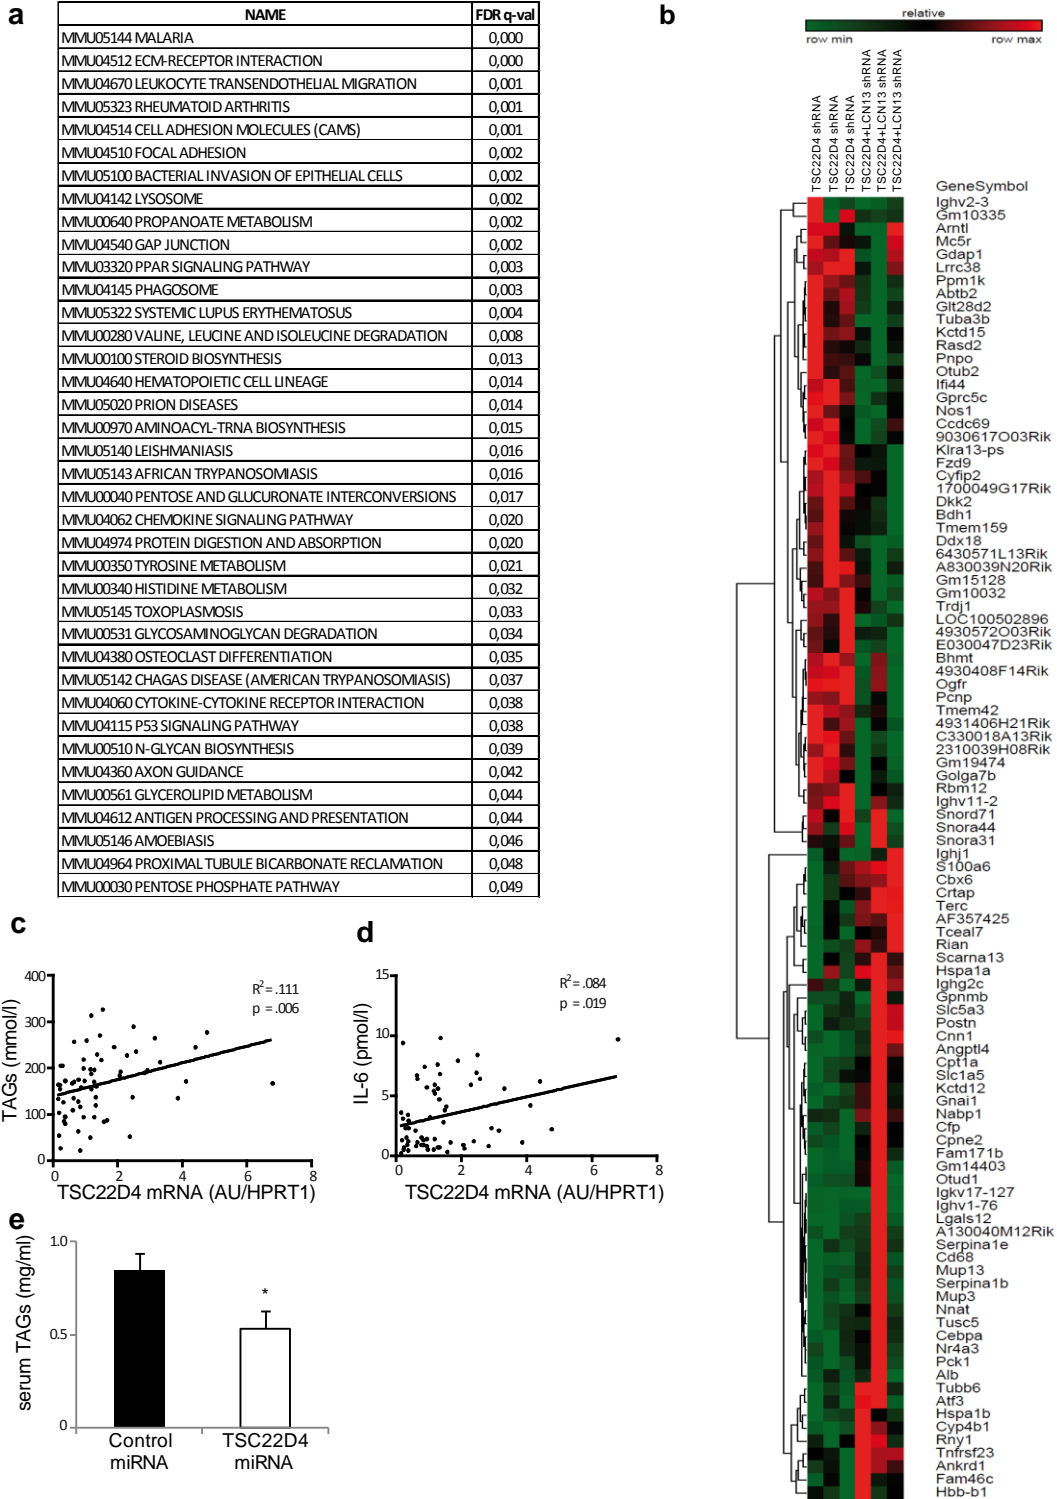 a
NAME FDR q-val
MMU05144 MALARIA 0,000
MMU04512 ECM-RECEPTOR INTERACTION 0,000
MMU04670 LEUKOCYTE TRANSENDOTHELIAL MIGRATION 0,001
MMU05323 RHEUMATOID ARTHRITIS 0,001
MMU04514 CELL ADHESION MOLECULES (CAMS) 0,001
MMU04510 FOCAL ADHESION 0,002
MMU05100 BACTERIAL INVASION OF EPITHELIAL CELLS 0,002
MMU04142 LYSOSOME 0,002
MMU00640 PROPANOATE METABOLISM 0,002
MMU04540 GAP JUNCTION 0,002
MMU03320 PPAR SIGNALING PATHWAY 0,003
MMU04145 PHAGOSOME 0,003
MMU05322 SYSTEMIC LUPUS ERYTHEMATOSUS 0,004
MMU00280 VALINE, LEUCINE AND ISOLEUCINE DEGRADATION 0,008
MMU00100 STEROID BIOSYNTHESIS 0,013
MMU04640 HEMATOPOIETIC CELL LINEAGE 0,014
MMU05020 PRION DISEASES 0,014
MMU00970 AMINOACYL-TRNA BIOSYNTHESIS 0,015
MMU05140 LEISHMANIASIS 0,016
MMU05143 AFRICAN TRYPANOSOMIASIS 0,016
MMU00040 PENTOSE AND GLUCURONATE INTERCONVERSIONS 0,017
MMU04062 CHEMOKINE SIGNALING PATHWAY 0,020
MMU04974 PROTEIN DIGESTION AND ABSORPTION 0,020
MMU00350 TYROSINE METABOLISM 0,021
MMU00340 HISTIDINE METABOLISM 0,032
MMU05145 TOXOPLASMOSIS 0,033
MMU00531 GLYCOSAMINOGLYCAN DEGRADATION 0,034
MMU04380 OSTEOCLAST DIFFERENTIATION 0,035
MMU05142 CHAGAS DISEASE (AMERICAN TRYPANOSOMIASIS) 0,037
MMU04060 CYTOKINE-CYTOKINE RECEPTOR INTERACTION 0,038
MMU04115 P53 SIGNALING PATHWAY 0,038
MMU00510 N-GLYCAN BIOSYNTHESIS 0,039
MMU04360 AXON GUIDANCE 0,042
MMU00561 GLYCEROLIPID METABOLISM 0,044
MMU04612 ANTIGEN PROCESSING AND PRESENTATION 0,044
MMU05146 AMOEBIASIS 0,046
MMU04964 PROXIMAL TUBULE BICARBONATE RECLAMATION 0,048
MMU00030 PENTOSE PHOSPHATE PATHWAY 0,049
b
relative
row min row max
TSC22D4 shRNA
TSC22D4 shRNA
TSC22D4 shRNA
TSC22D4+LCN13 shRNA
TSC22D4+LCN13 shRNA
TSC22D4+LCN13 shRNA
GeneSymbol
Ighv2-3
Gm10335
Arntl
Mc5r
Gdap1
Lrrc38
Ppm1k
Abtb2
Glt28d2
Tuba3b
Kctd15
Rasd2
Pnpo
Otub2
Ifi44
Gprc5c
Nos1
Ccdc69
9030617O03Rik
Klra13-ps
Fzd9
Cyfip2
1700049G17Rik
Dkk2
Bdh1
Tmem159
Ddx18
6430571L13Rik
A830039N20Rik
Gm15128
Gm10032
Trdj1
LOC100502896
4930572O03Rik
E030047D23Rik
Bhmt
4930408F14Rik
Ogfr
Pcnp
Tmem42
4931406H21Rik
C330018A13Rik
2310039H08Rik
Gm19474
Golga7b
Rbm12
Ighv11-2
Snord71
Snora44
Snora31
Ighj1
S100a6
Cbx6
Crtap
Terc
AF357425
Tceal7
Rian
Scarna13
Hspa1a
Ighg2c
Gpnmb
Slc5a3
Postn
Cnn1
Angptl4
Cpt1a
Slc1a5
Kctd12
Gnai1
Nabp1
Cfp
Cpne2
Fam171b
Gm14403
Otud1
Igkv17-127
Ighv1-76
Lgals12
A130040M12Rik
Serpina1e
Cd68
Mup13
Serpina1b
Mup3
Nnat
Tusc5
Cebpa
Nr4a3
Pck1
Alb
Tubb6
Atf3
Hspa1b
Cyp4b1
Rny1
Tnfrsf23
Ankrd1
Fam46c
Hbb-b1
c
TAGs (mmol/l)
400
300
200
100
0
R²= .111
p = .006
0 2 4 6 8
TSC22D4 mRNA (AU/HPRT1)
d
IL-6 (pmol/l)
15
10
5
0
R²= .084
p = .019
0 2 4 6 8
TSC22D4 mRNA (AU/HPRT1)
e
serum TAGs (mg/ml)
1.0
0.5
0
*
Control miRNA
TSC22D4 miRNA